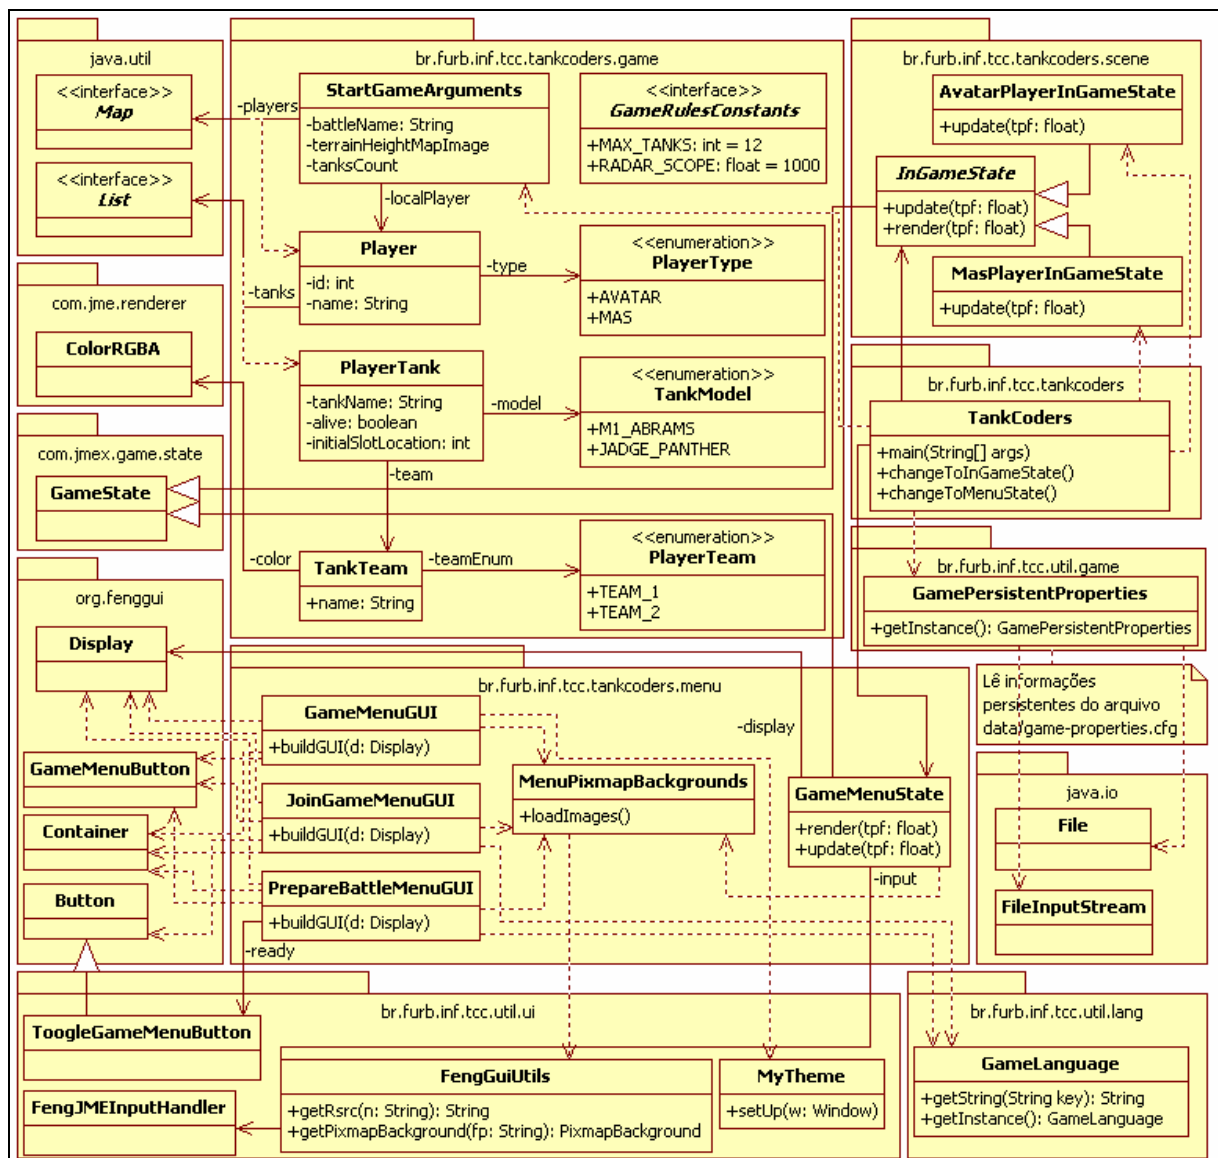 java.util
<<interface>>
Map
<<interface>>
List
com.jme.renderer
ColorRGBA
com.jmex.game.state
GameState
org.fenggui
Display
GameMenuButton
Container
Button
br.furb.inf.tcc.tankcoders.game
StartGameArguments
-battleName: String
-terrainHeightMapImage
-tanksCount
<<interface>>
GameRulesConstants
+MAX_TANKS: int = 12
+RADAR_SCOPE: float = 1000
-players
-localPlayer
Player
-id: int
-name: String
-type
<<enumeration>>
PlayerType
+AVATAR
+MAS
-tanks
PlayerTank
-tankName: String
-alive: boolean
-initialSlotLocation: int
-model
<<enumeration>>
TankModel
+M1_ABRAMS
+JADGE_PANTHER
-team
-color
TankTeam
+name: String
-teamEnum
<<enumeration>>
PlayerTeam
+TEAM_1
+TEAM_2
br.furb.inf.tcc.tankcoders.scene
AvatarPlayerInGameState
+update(tpf: float)
InGameState
+update(tpf: float)
+render(tpf: float)
MasPlayerInGameState
+update(tpf: float)
br.furb.inf.tcc.tankcoders
TankCoders
+main(String[] args)
+changeToInGameState()
+changeToMenuState()
br.furb.inf.tcc.util.game
GamePersistentProperties
+getInstance(): GamePersistentProperties
Lê informações
persistentes do arquivo
data/game-properties.cfg
java.io
File
FileInputStream
br.furb.inf.tcc.tankcoders.menu
GameMenuGUI
+buildGUI(d: Display)
JoinGameMenuGUI
+buildGUI(d: Display)
PrepareBattleMenuGUI
+buildGUI(d: Display)
MenuPixmapBackgrounds
+loadImages()
-display
GameMenuState
+render(tpf: float)
+update(tpf: float)
-input
-ready
br.furb.inf.tcc.util.ui
ToogleGameMenuButton
FengJMEInputHandler
FengGuiUtils
+getRsrc(n: String): String
+getPixmapBackground(fp: String): PixmapBackground
MyTheme
+setUp(w: Window)
br.furb.inf.tcc.util.lang
GameLanguage
+getString(String key): String
+getInstance(): GameLanguage